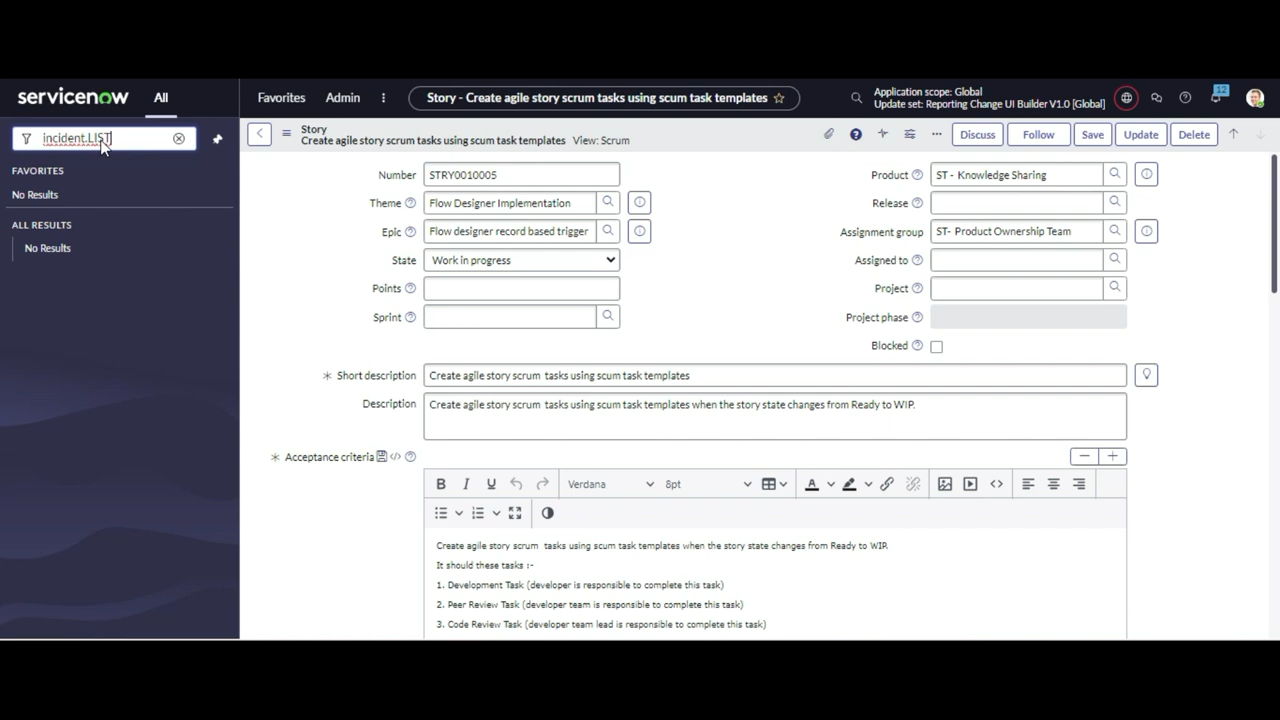 servicenow
All
Favorites
Admin
Story - Create agile story scrum tasks using scum task templates
Application scope: Global
Update set: Reporting Change UI Builder V1.0 [Global]
12
incident.LIST
FAVORITES
No Results
ALL RESULTS
No Results
Story
Create agile story scrum tasks using scum task templates View: Scrum
Discuss
Follow
Save
Update
Delete
Number
STRY0010005
Theme
Flow Designer Implementation
Epic
Flow designer record based trigger
State
Work in progress
Points
Sprint
Product
ST - Knowledge Sharing
Release
Assignment group
ST- Product Ownership Team
Assigned to
Project
Project phase
Blocked
Short description
Create agile story scrum tasks using scum task templates
Description
Create agile story scrum tasks using scum task templates when the story state changes from Ready to WIP.
Acceptance criteria
Verdana
8pt
Create agile story scrum tasks using scum task templates when the story state changes from Ready to WIP.
It should these tasks :-
1. Development Task (developer is responsible to complete this task)
2. Peer Review Task (developer team is responsible to complete this task)
3. Code Review Task (developer team lead is responsible to complete this task)